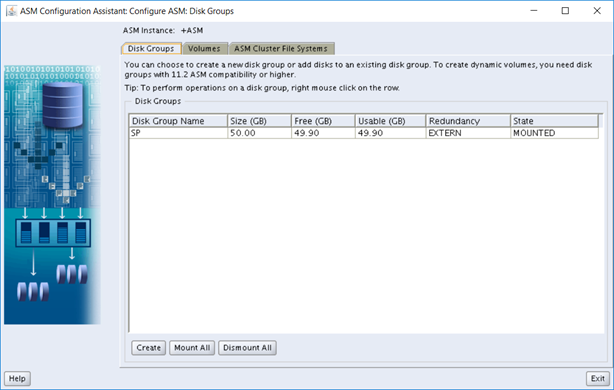 ASM Configuration Assistant: Configure ASM: Disk Groups
ASM Instance: +ASM
Disk Groups Volumes ASM Cluster File Systems
You can choose to create a new disk group or add disks to an existing disk group. To create dynamic volumes, you need disk
groups with 11.2 ASM compatibility or higher.
Tip: To perform operations on a disk group, right mouse click on the row.
Disk Groups
Disk Group Name Size (GB) Free (GB) Usable (GB) Redundancy State
SP 50.00 49.90 49.90 EXTERN MOUNTED
Create Mount All Dismount All
Help Exit